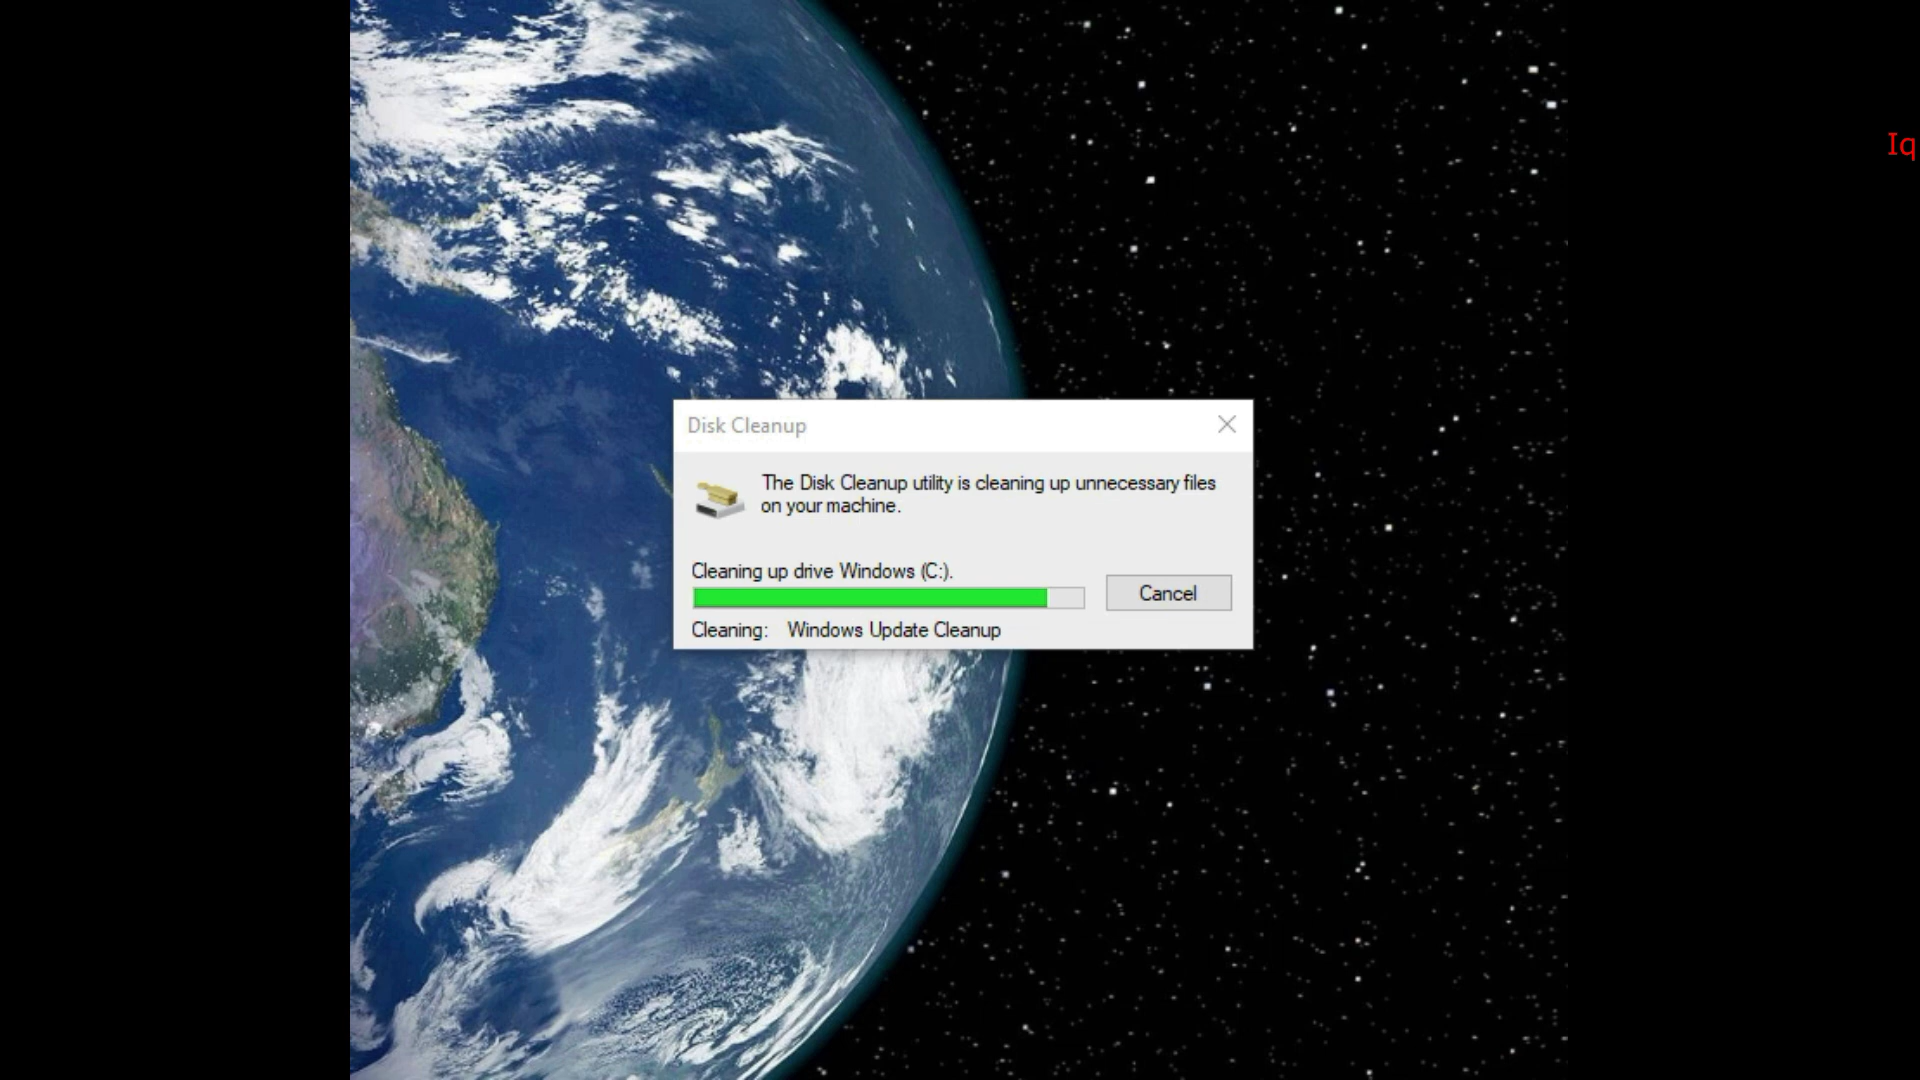 Iq
Disk Cleanup
The Disk Cleanup utility is cleaning up unnecessary files
on your machine.
Cleaning up drive Windows (C:).
Cancel
Cleaning: Windows Update Cleanup